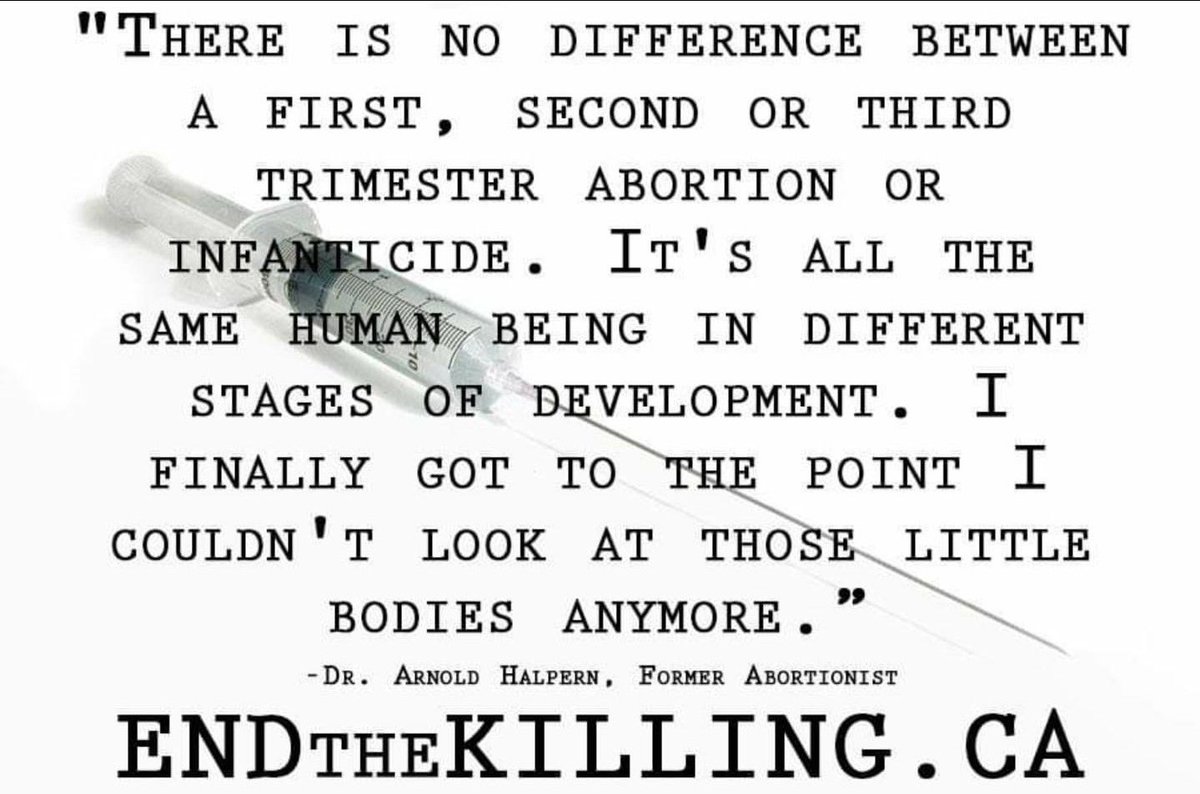 "THERE IS NO DIFFERENCE BETWEEN
A FIRST, SECOND OR THIRD
TRIMESTER ABORTION OR
INFANTICIDE. IT'S ALL THE
SAME HUMAN BEING IN DIFFERENT
STAGES OF DEVELOPMENT. I
FINALLY GOT TO THE POINT I
COULDN'T LOOK AT THOSE LITTLE
BODIES ANYMORE.”
-DR. ARNOLD HALPERN, FORMER ABORTIONIST
ENDTHEKILLING.CA